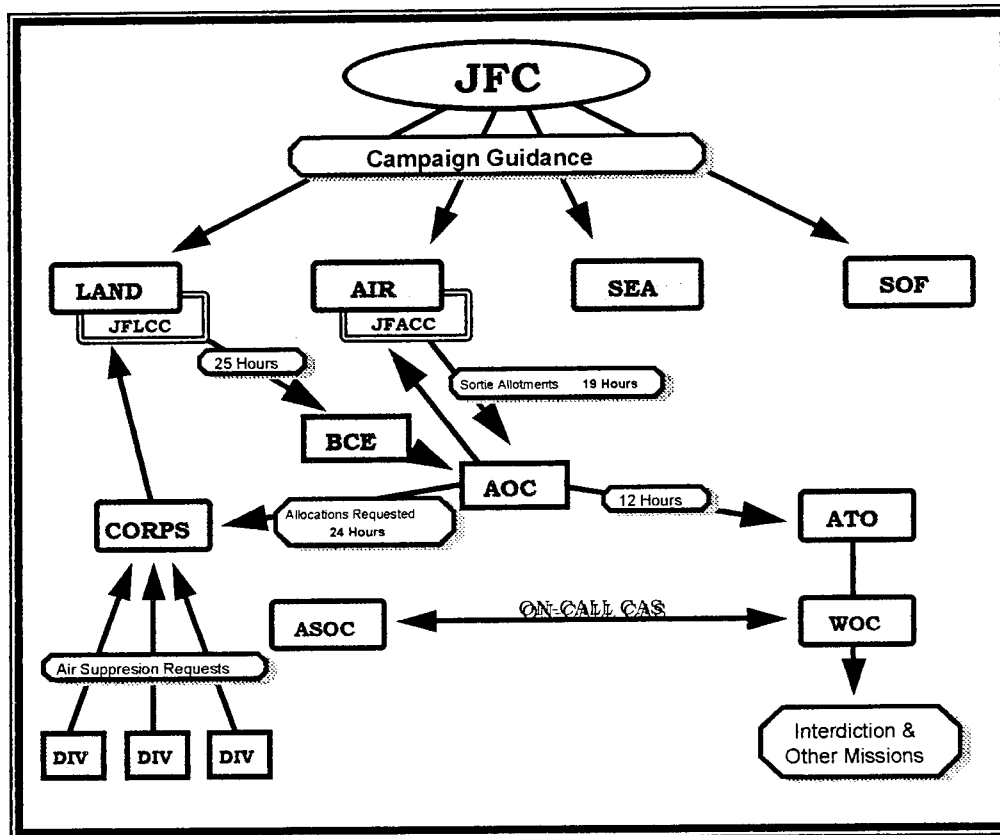 JFC
Campaign Guidance
LAND
AIR
SEA
SOF
JFLCC
JFACC
25 Hours
Sortie Allotments 19 Hours
BCE
AOC
CORPS
Allocations Requested
24 Hours
12 Hours
ATO
ASOC
ON-CALL CAS
WOC
Air Suppresion Requests
DIV
DIV
DIV
Interdiction &
Other Missions